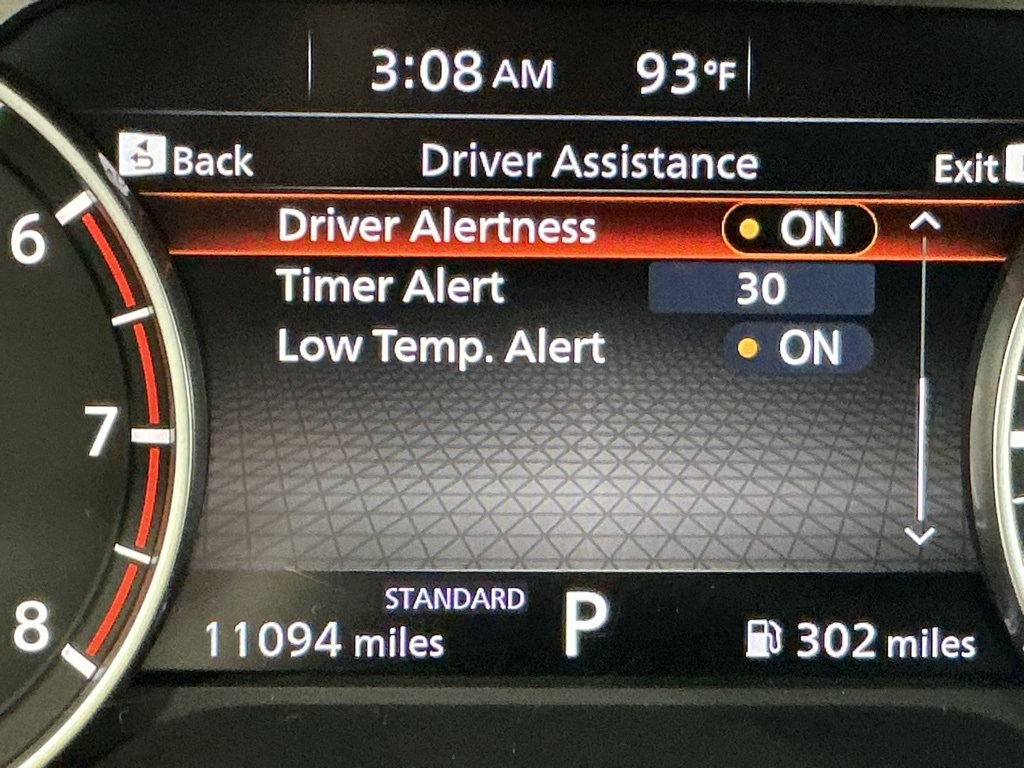 3:08 AM 93°F
Back Driver Assistance Exit
Driver Alertness ON
Timer Alert 30
Low Temp. Alert ON
6
7
8
STANDARD
11094 miles P 302 miles